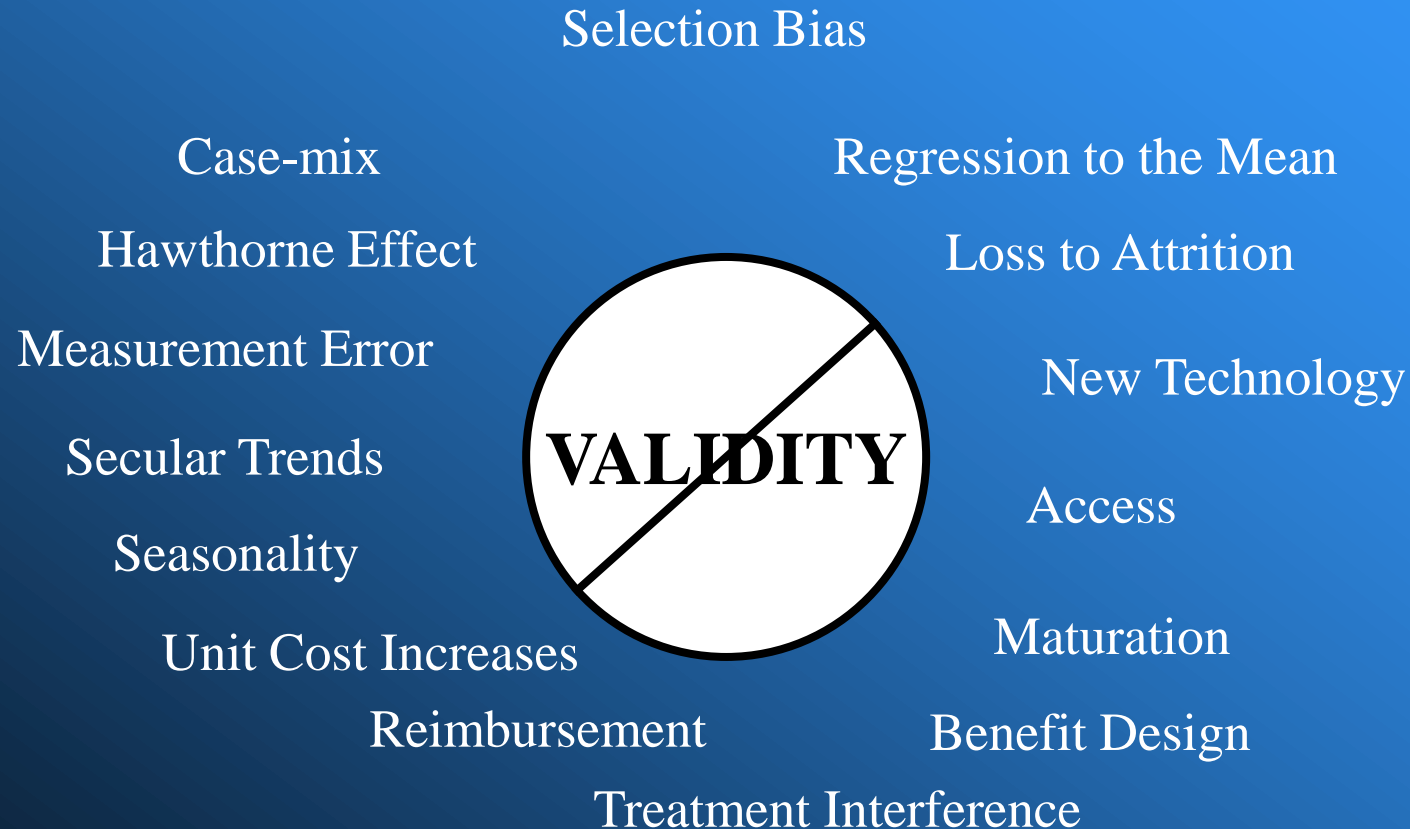 Selection Bias
Case-mix
Regression to the Mean
Hawthorne Effect
Loss to Attrition
Measurement Error
New Technology
VALIDITY
Secular Trends
Access
Seasonality
Maturation
Unit Cost Increases
Reimbursement
Benefit Design
Treatment Interference